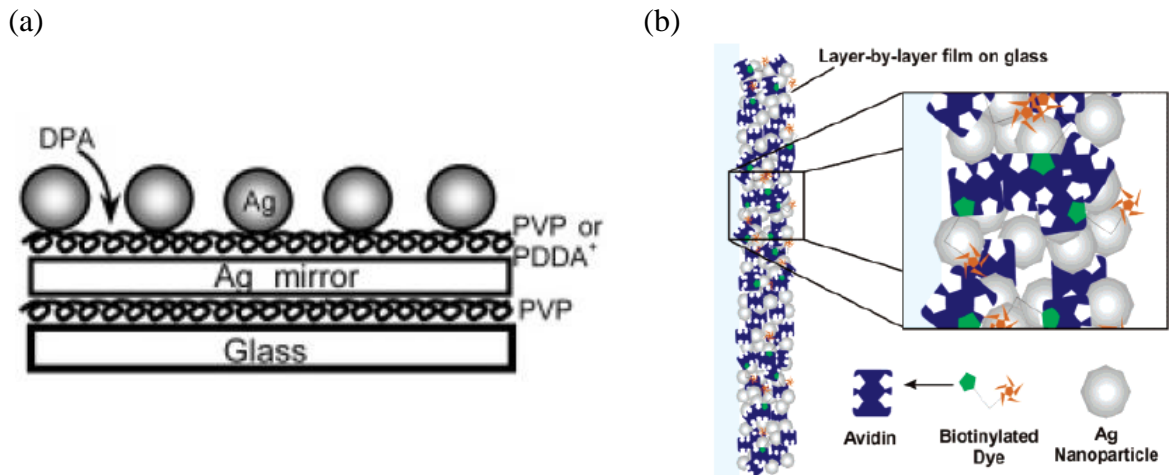 (a)
DPA
Ag
PVP or
PDDA⁺
Ag mirror
PVP
Glass
(b)
Layer-by-layer film on glass
Avidin
Biotinylated
Dye
Ag
Nanoparticle